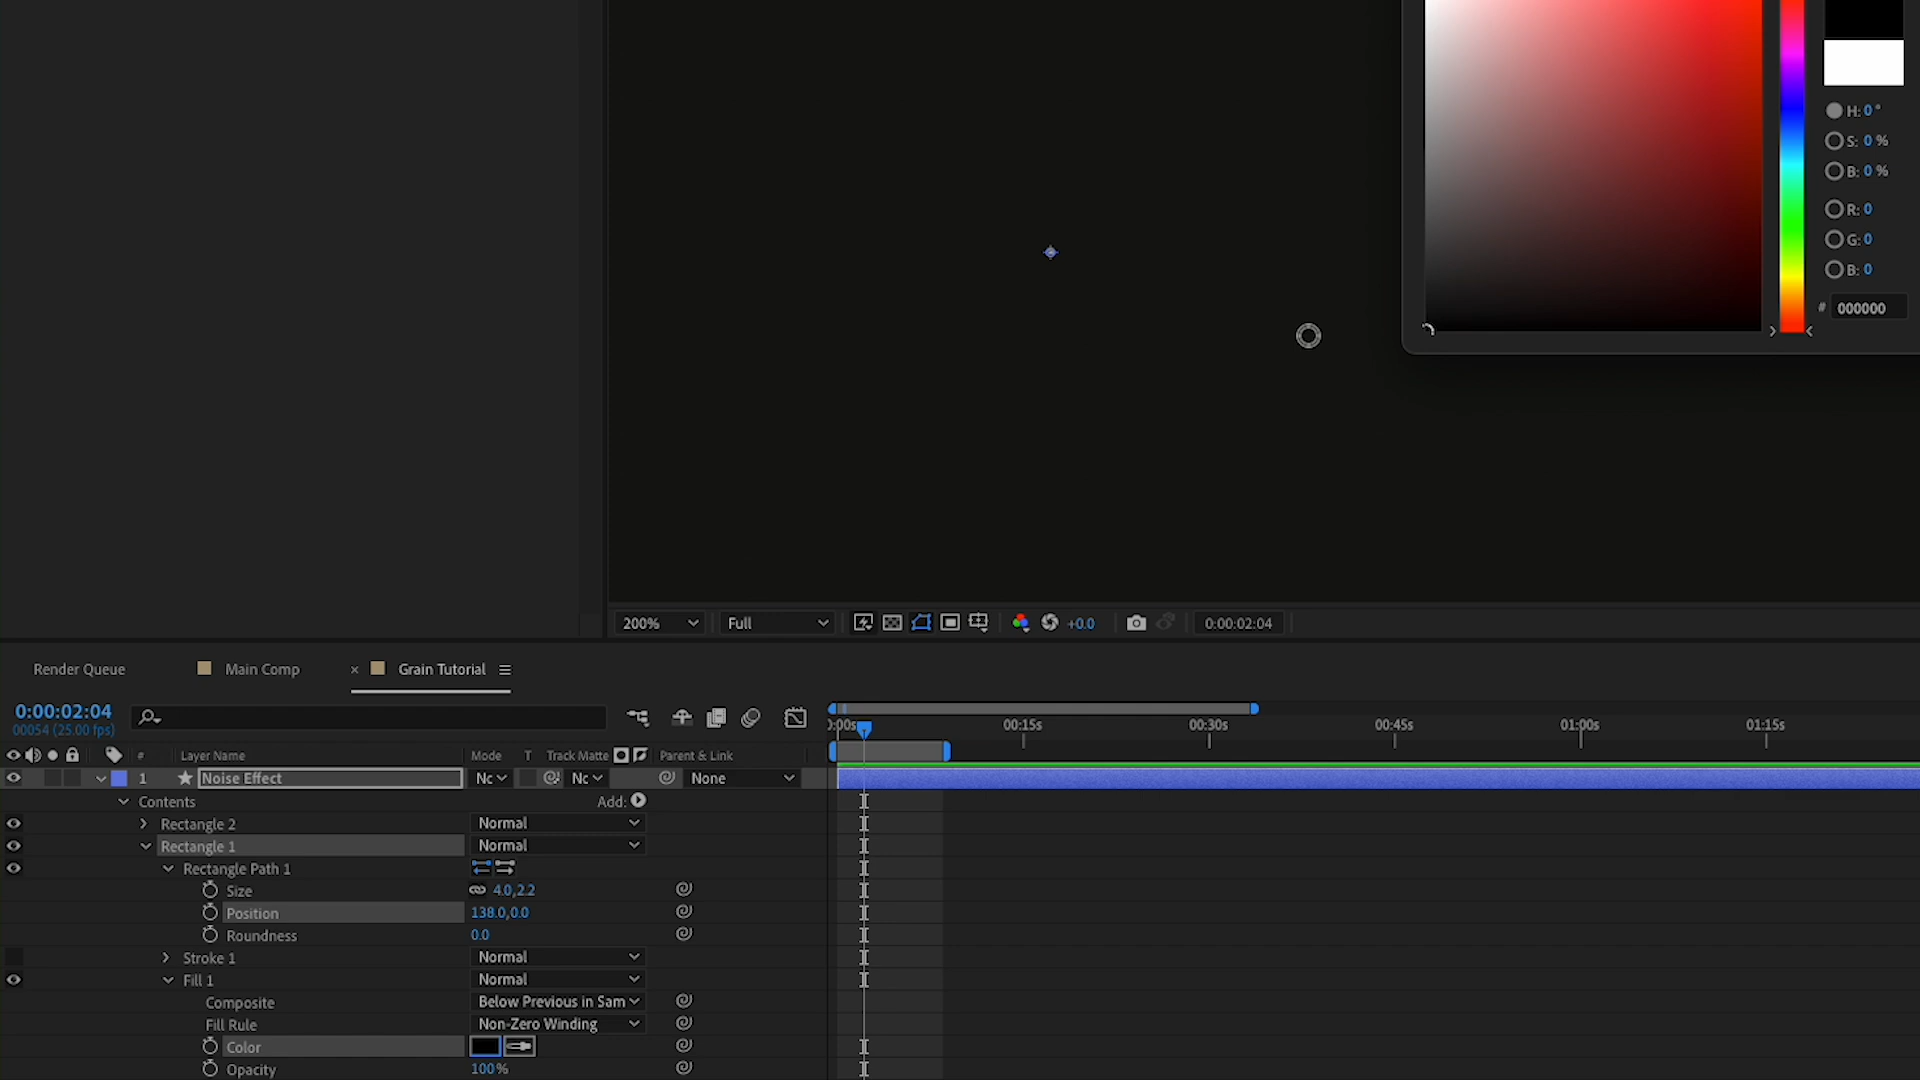 H: 0 °
S: 0 %
B: 0 %
R: 0
G: 0
B: 0
# 000000
200% Full +0.0 0:00:02:04
Render Queue Main Comp × Grain Tutorial
0:00:02:04
00054 (25.00 fps)
):00s 00:15s 00:30s 00:45s 01:00s 01:15s
# Layer Name Mode T Track Matte Parent & Link
1 Noise Effect Nc Nc None
Contents Add:
Rectangle 2 Normal
Rectangle 1 Normal
Rectangle Path 1
Size 4.0,2.2
Position 138.0,0.0
Roundness 0.0
Stroke 1 Normal
Fill 1 Normal
Composite Below Previous in Sam
Fill Rule Non-Zero Winding
Color
Opacity 100%